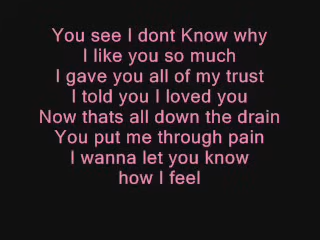 You see I dont Know why
I like you so much
I gave you all of my trust
I told you I loved you
Now thats all down the drain
You put me through pain
I wanna let you know
how I feel